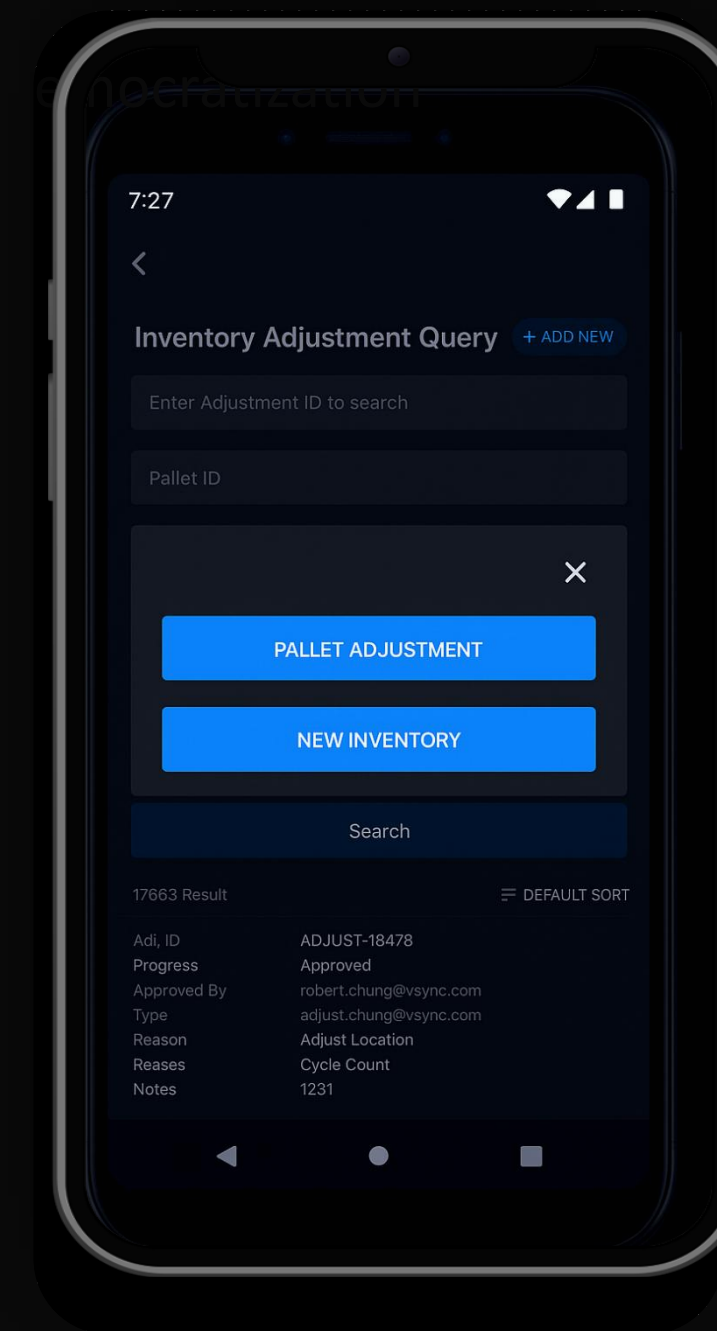 emocratization
7:27
Inventory Adjustment Query + ADD NEW
Enter Adjustment ID to search
Pallet ID
PALLET ADJUSTMENT
NEW INVENTORY
Search
17663 Result DEFAULT SORT
Adi, ID ADJUST-18478
Progress Approved
Approved By robert.chung@vsync.com
Type adjust.chung@vsync.com
Reason Adjust Location
Reases Cycle Count
Notes 1231